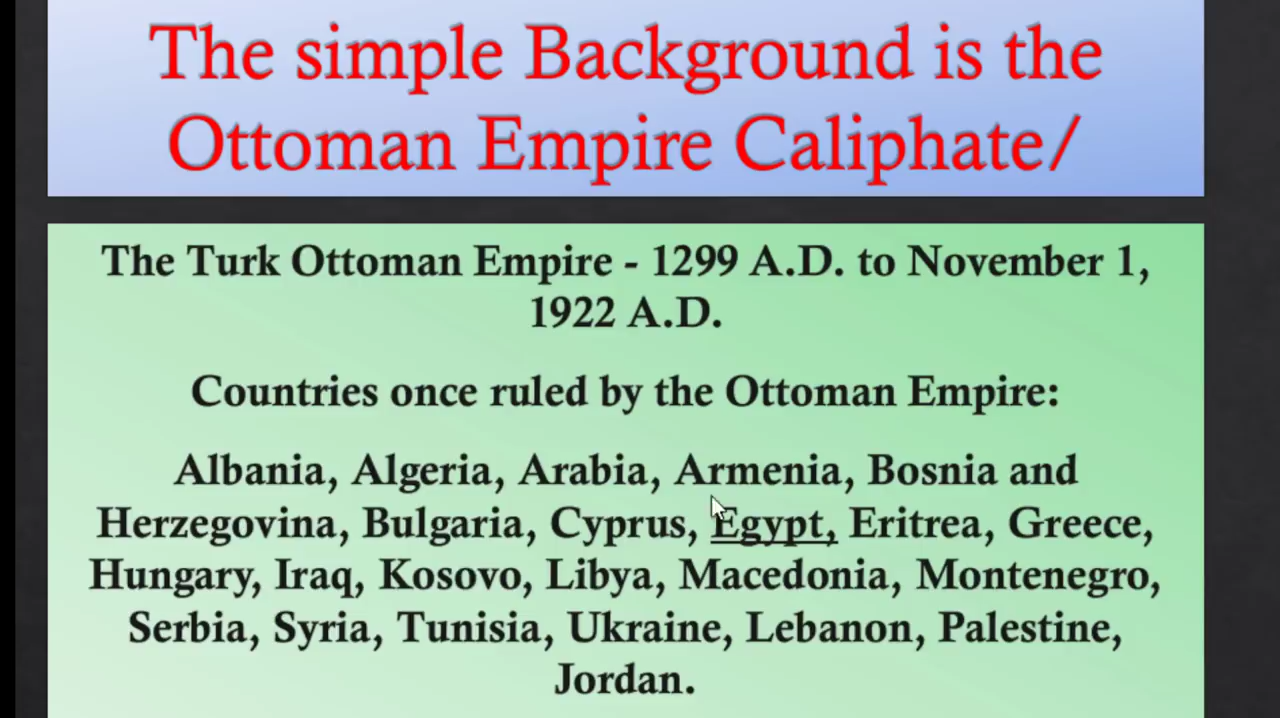 The simple Background is the
Ottoman Empire Caliphate/
The Turk Ottoman Empire - 1299 A.D. to November 1,
1922 A.D.
Countries once ruled by the Ottoman Empire:
Albania, Algeria, Arabia, Armenia, Bosnia and
Herzegovina, Bulgaria, Cyprus, Egypt, Eritrea, Greece,
Hungary, Iraq, Kosovo, Libya, Macedonia, Montenegro,
Serbia, Syria, Tunisia, Ukraine, Lebanon, Palestine,
Jordan.